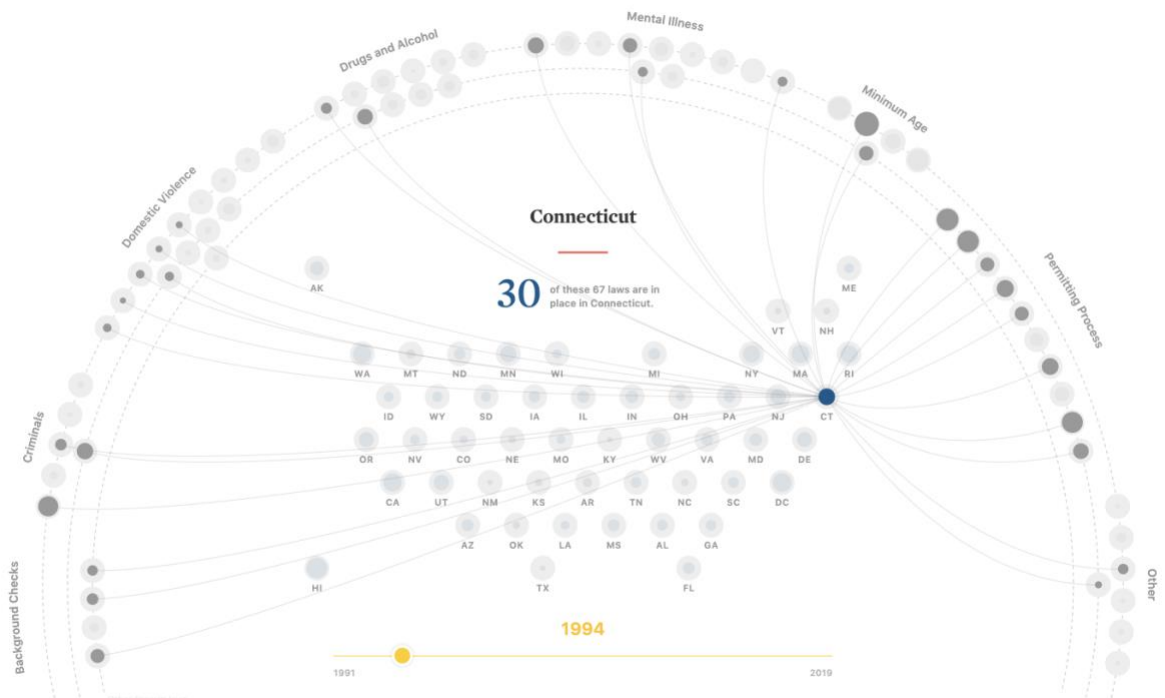 Mental Illness
Drugs and Alcohol
Minimum Age
Domestic Violence
Connecticut
Permitting Process
30
of these 67 laws are in
place in Connecticut.
AK
ME
VT
NH
WA
MT
ND
MN
WI
MI
NY
MA
RI
ID
WY
SD
IA
IL
IN
OH
PA
NJ
CT
Criminals
OR
NV
CO
NE
MO
KY
WV
VA
MD
DE
CA
UT
NM
KS
AR
TN
NC
SC
DC
AZ
OK
LA
MS
AL
GA
Background Checks
HI
TX
FL
Other
1994
1991
2019